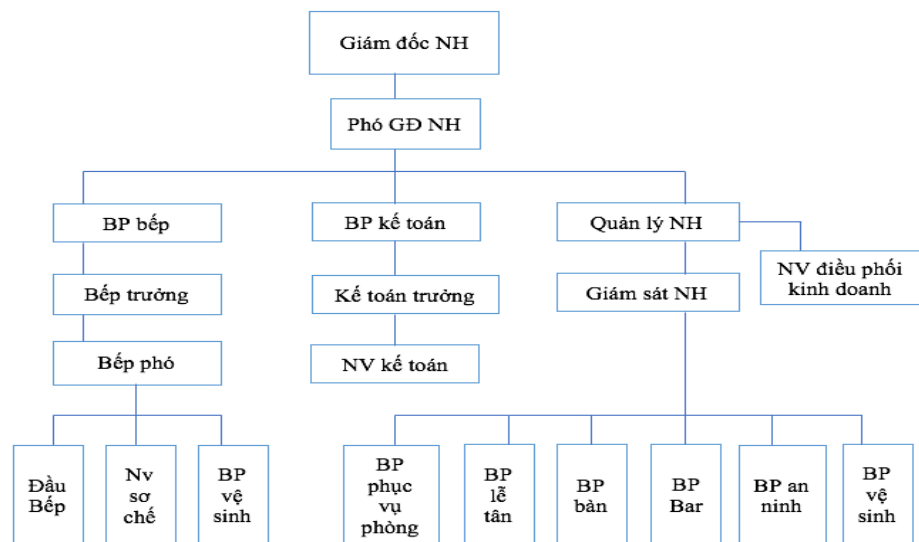 Giám đốc NH
Phó GĐ NH
BP bếp
BP kế toán
Quản lý NH
NV điều phối
kinh doanh
Bếp trưởng
Kế toán trưởng
Giám sát NH
Bếp phó
NV kế toán
Đầu
Bếp
Nv
sơ
chế
BP
vệ
sinh
BP
phục
vụ
phòng
BP
lễ
tân
BP
bàn
BP
Bar
BP an
ninh
BP
vệ
sinh